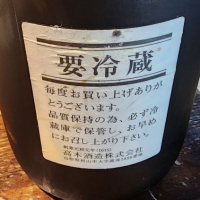 要冷蔵
毎度お買い上げありが
とうございます。
品質保持の為、必ず冷
蔵庫で保管し、お早め
にお召し上がり下さい。
高木酒造株式会社